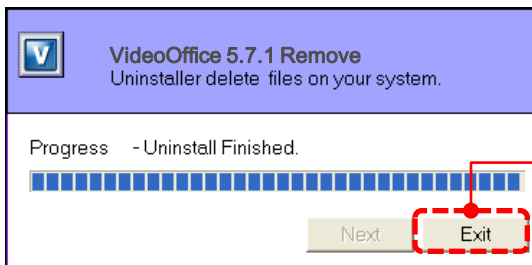 V
VideoOffice 5.7.1 Remove
Uninstaller delete files on your system.
Progress - Uninstall Finished.
Next
Exit